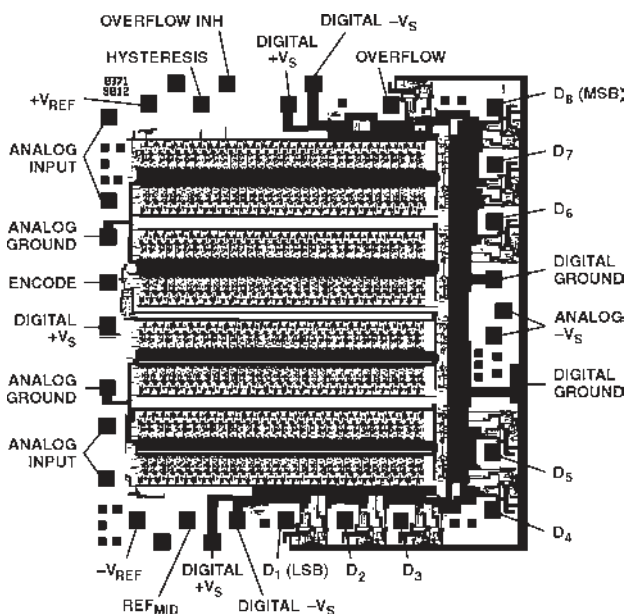 OVERFLOW INH
DIGITAL –VS
HYSTERESIS
DIGITAL
+VS
OVERFLOW
+VREF
D8 (MSB)
ANALOG
INPUT
D7
D6
ANALOG
GROUND
DIGITAL
GROUND
ENCODE
ANALOG
–VS
DIGITAL
+VS
DIGITAL
GROUND
ANALOG
GROUND
ANALOG
INPUT
D5
D4
–VREF
REFMID
DIGITAL
+VS
DIGITAL –VS
D1 (LSB)
D2
D3